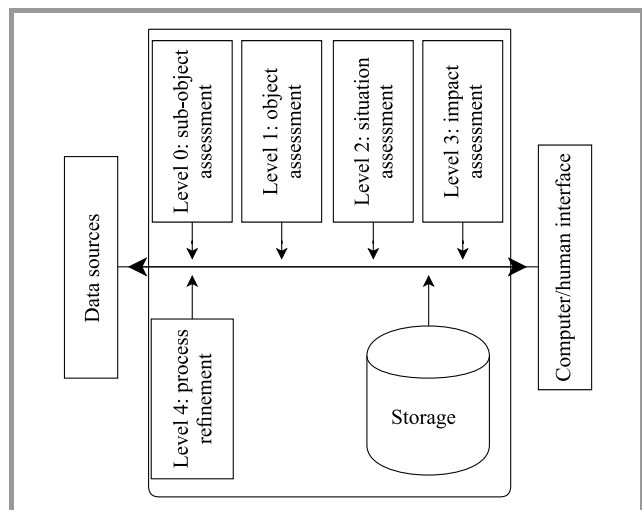 Data sources
Level 0: sub-object
assessment
Level 1: object
assessment
Level 2: situation
assessment
Level 3: impact
assessment
Computer/human interface
Level 4: process
refinement
Storage